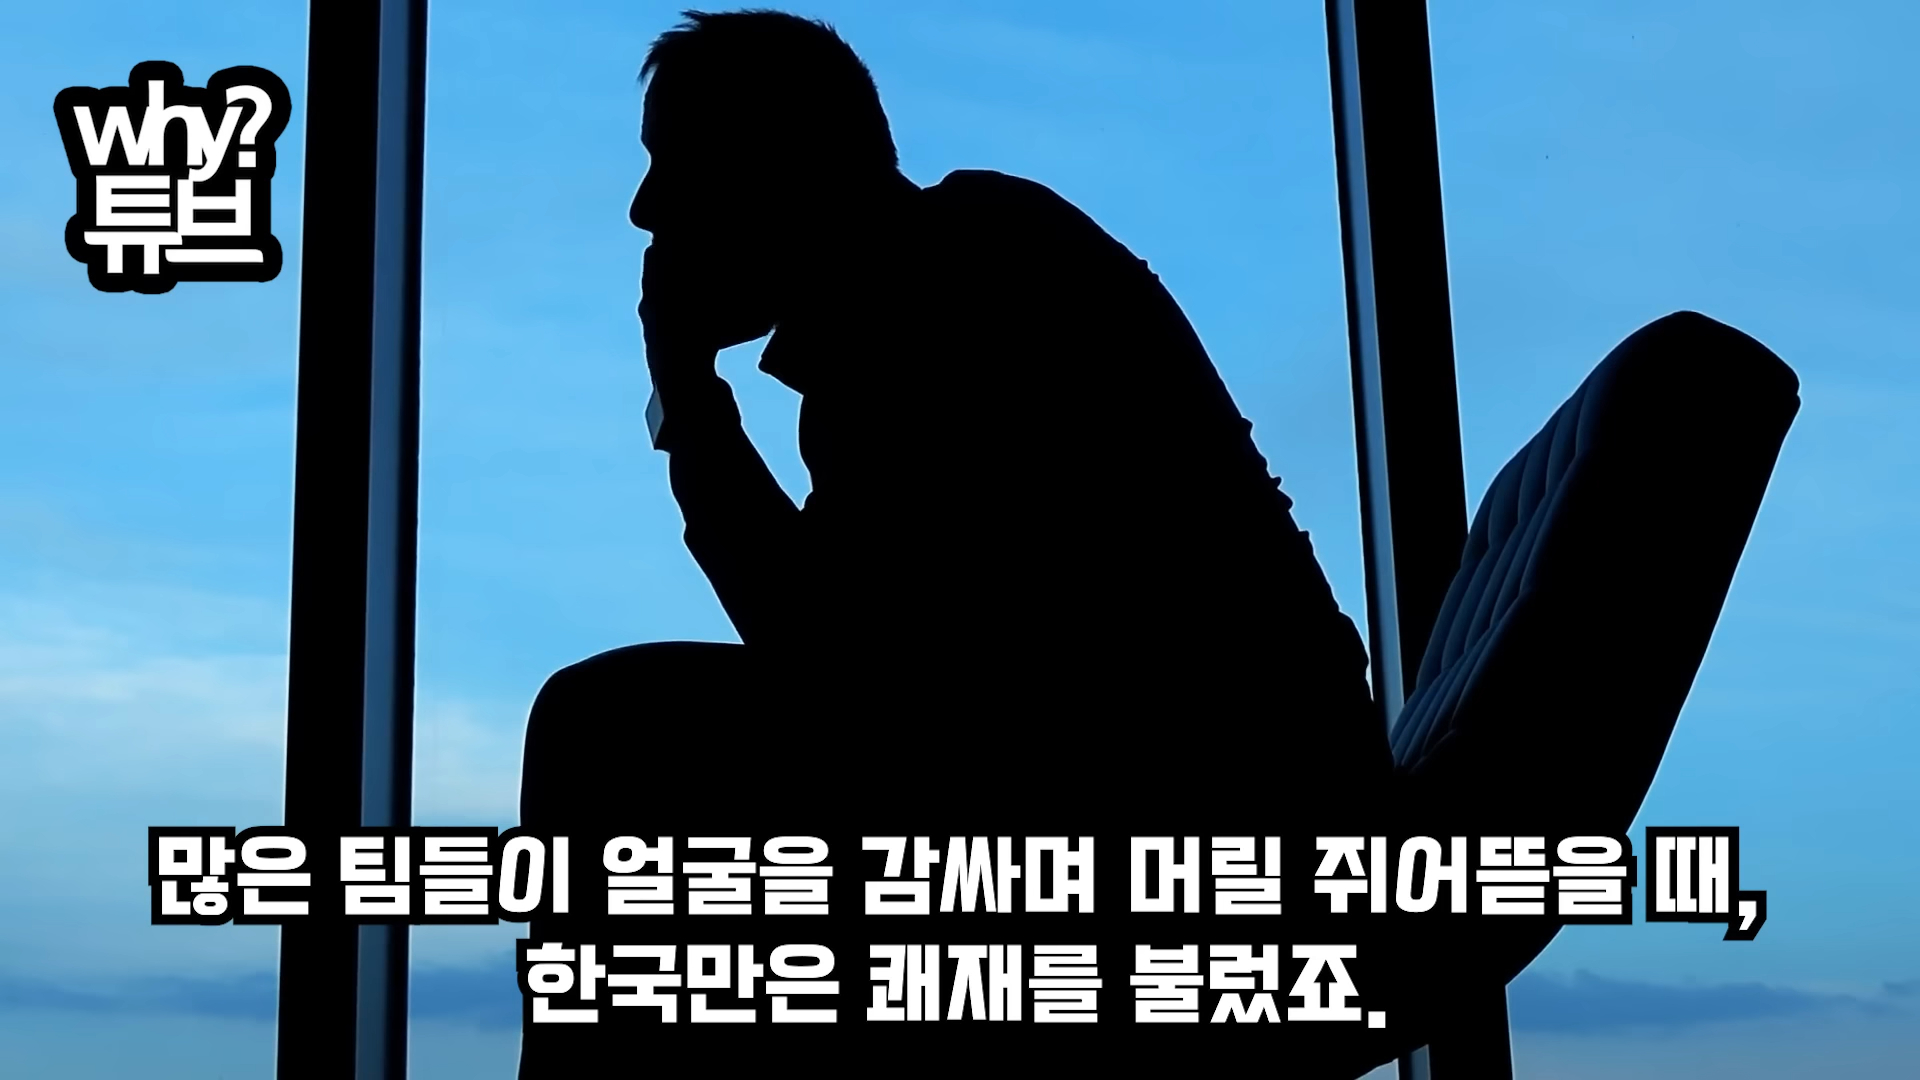 why?
튜브
많은 팀들이 얼굴을 감싸며 머릴 쥐어뜯을 때,
한국만은 쾌재를 불렀죠.